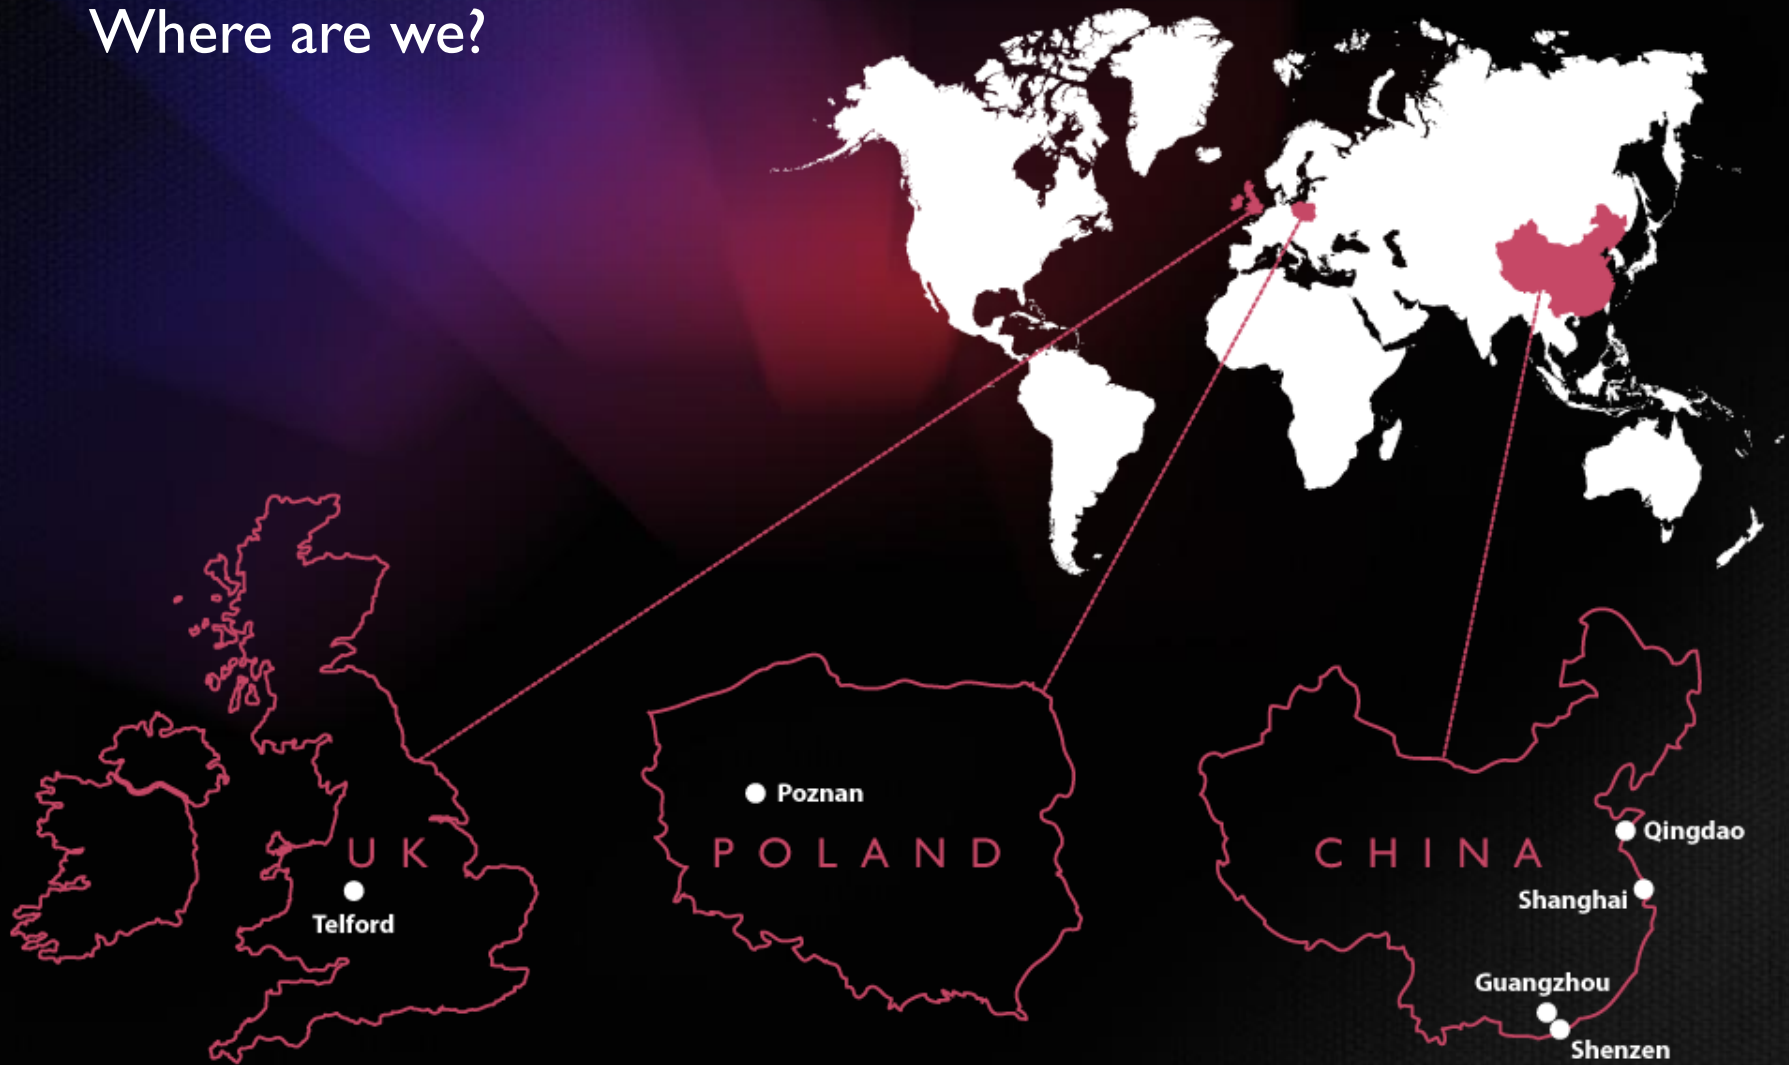 Where are we?
UK
Telford
Poznan
POLAND
CHINA
Qingdao
Shanghai
Guangzhou
Shenzen